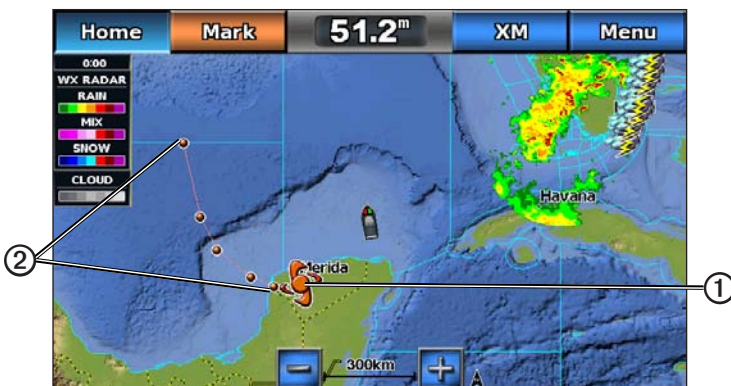 Home Mark 51.2m XM Menu
0:00
WX RADAR
RAIN
MIX
SNOW
CLOUD
Havana
Merida
②
①
300km